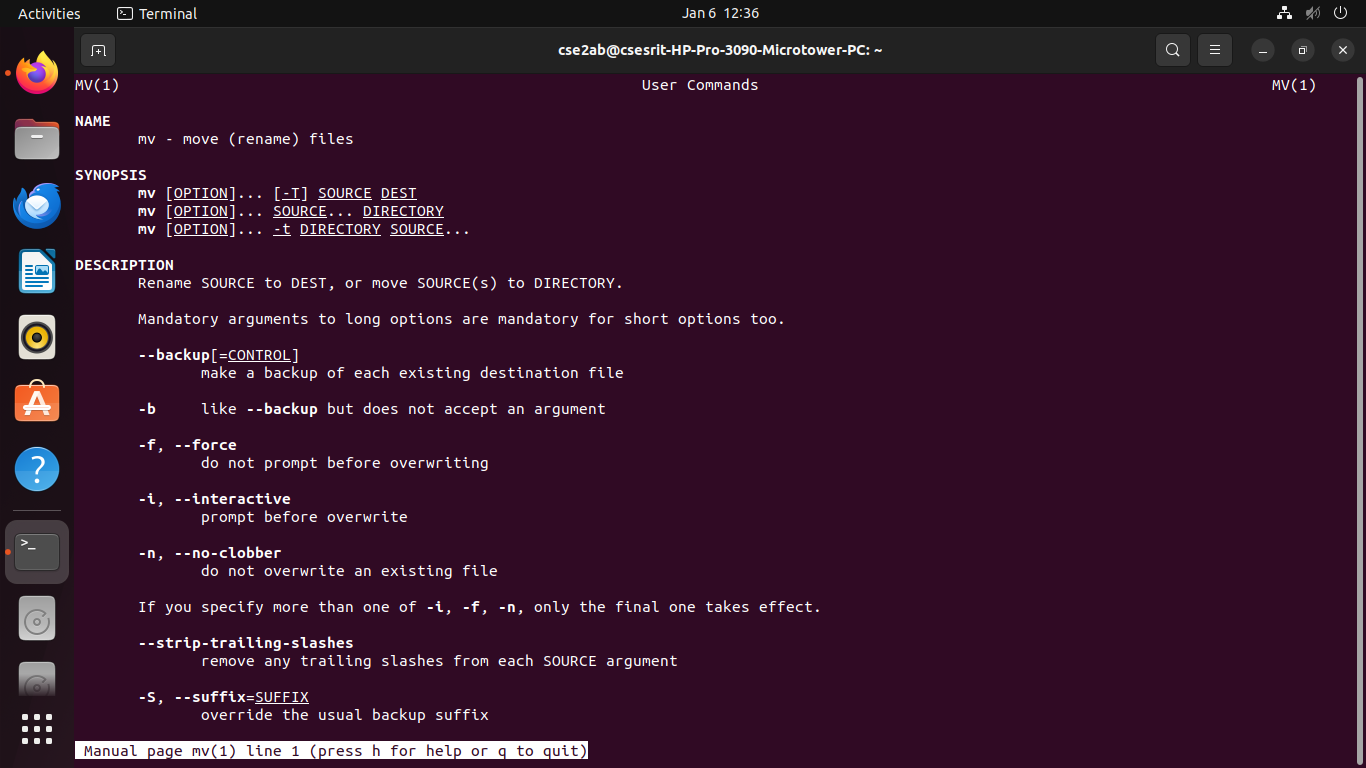 Activities Terminal Jan 6 12:36
cse2ab@csesrit-HP-Pro-3090-Microtower-PC: ~
MV(1) User Commands MV(1)
NAME
mv - move (rename) files
SYNOPSIS
mv [OPTION]... [-T] SOURCE DEST
mv [OPTION]... SOURCE... DIRECTORY
mv [OPTION]... -t DIRECTORY SOURCE...
DESCRIPTION
Rename SOURCE to DEST, or move SOURCE(s) to DIRECTORY.
Mandatory arguments to long options are mandatory for short options too.
--backup[=CONTROL]
make a backup of each existing destination file
-b like --backup but does not accept an argument
-f, --force
do not prompt before overwriting
-i, --interactive
prompt before overwrite
-n, --no-clobber
do not overwrite an existing file
If you specify more than one of -i, -f, -n, only the final one takes effect.
--strip-trailing-slashes
remove any trailing slashes from each SOURCE argument
-S, --suffix=SUFFIX
override the usual backup suffix
Manual page mv(1) line 1 (press h for help or q to quit)